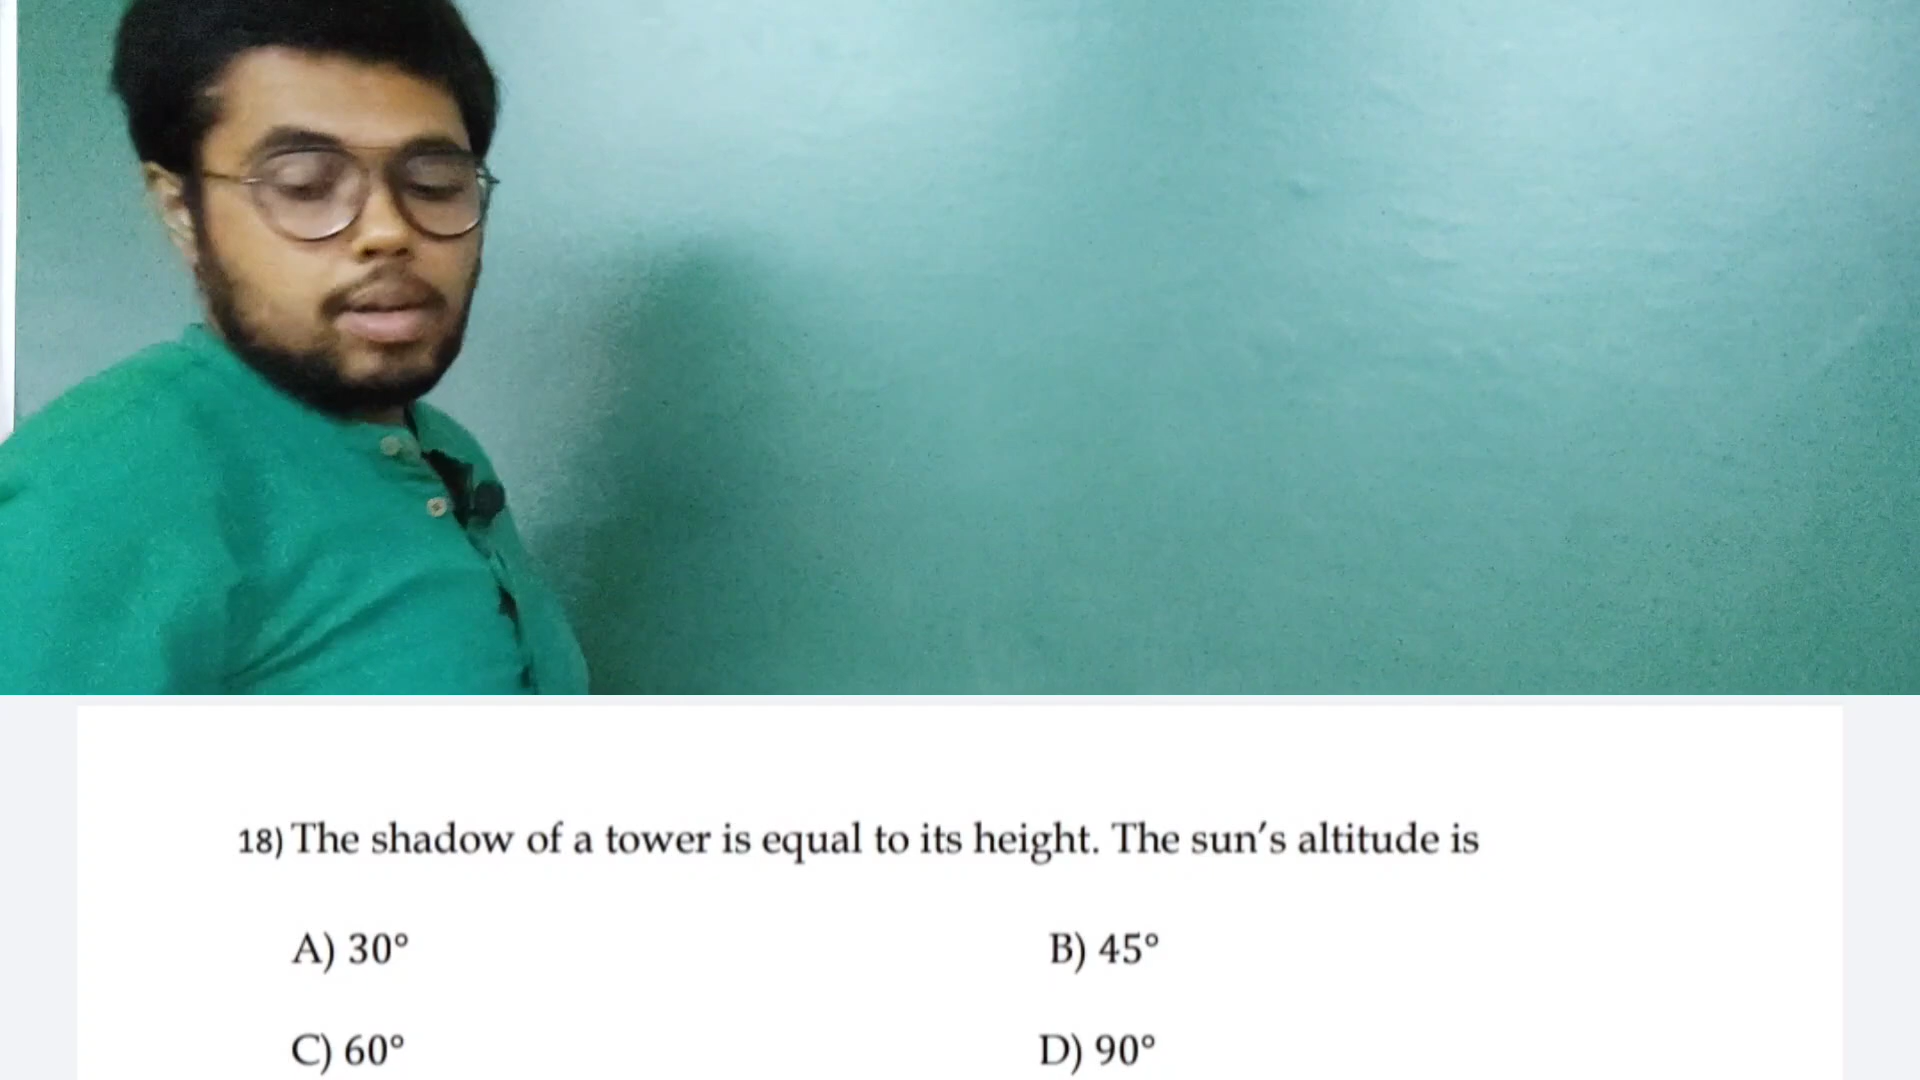 18) The shadow of a tower is equal to its height. The sun’s altitude is
A) 30°
B) 45°
C) 60°
D) 90°